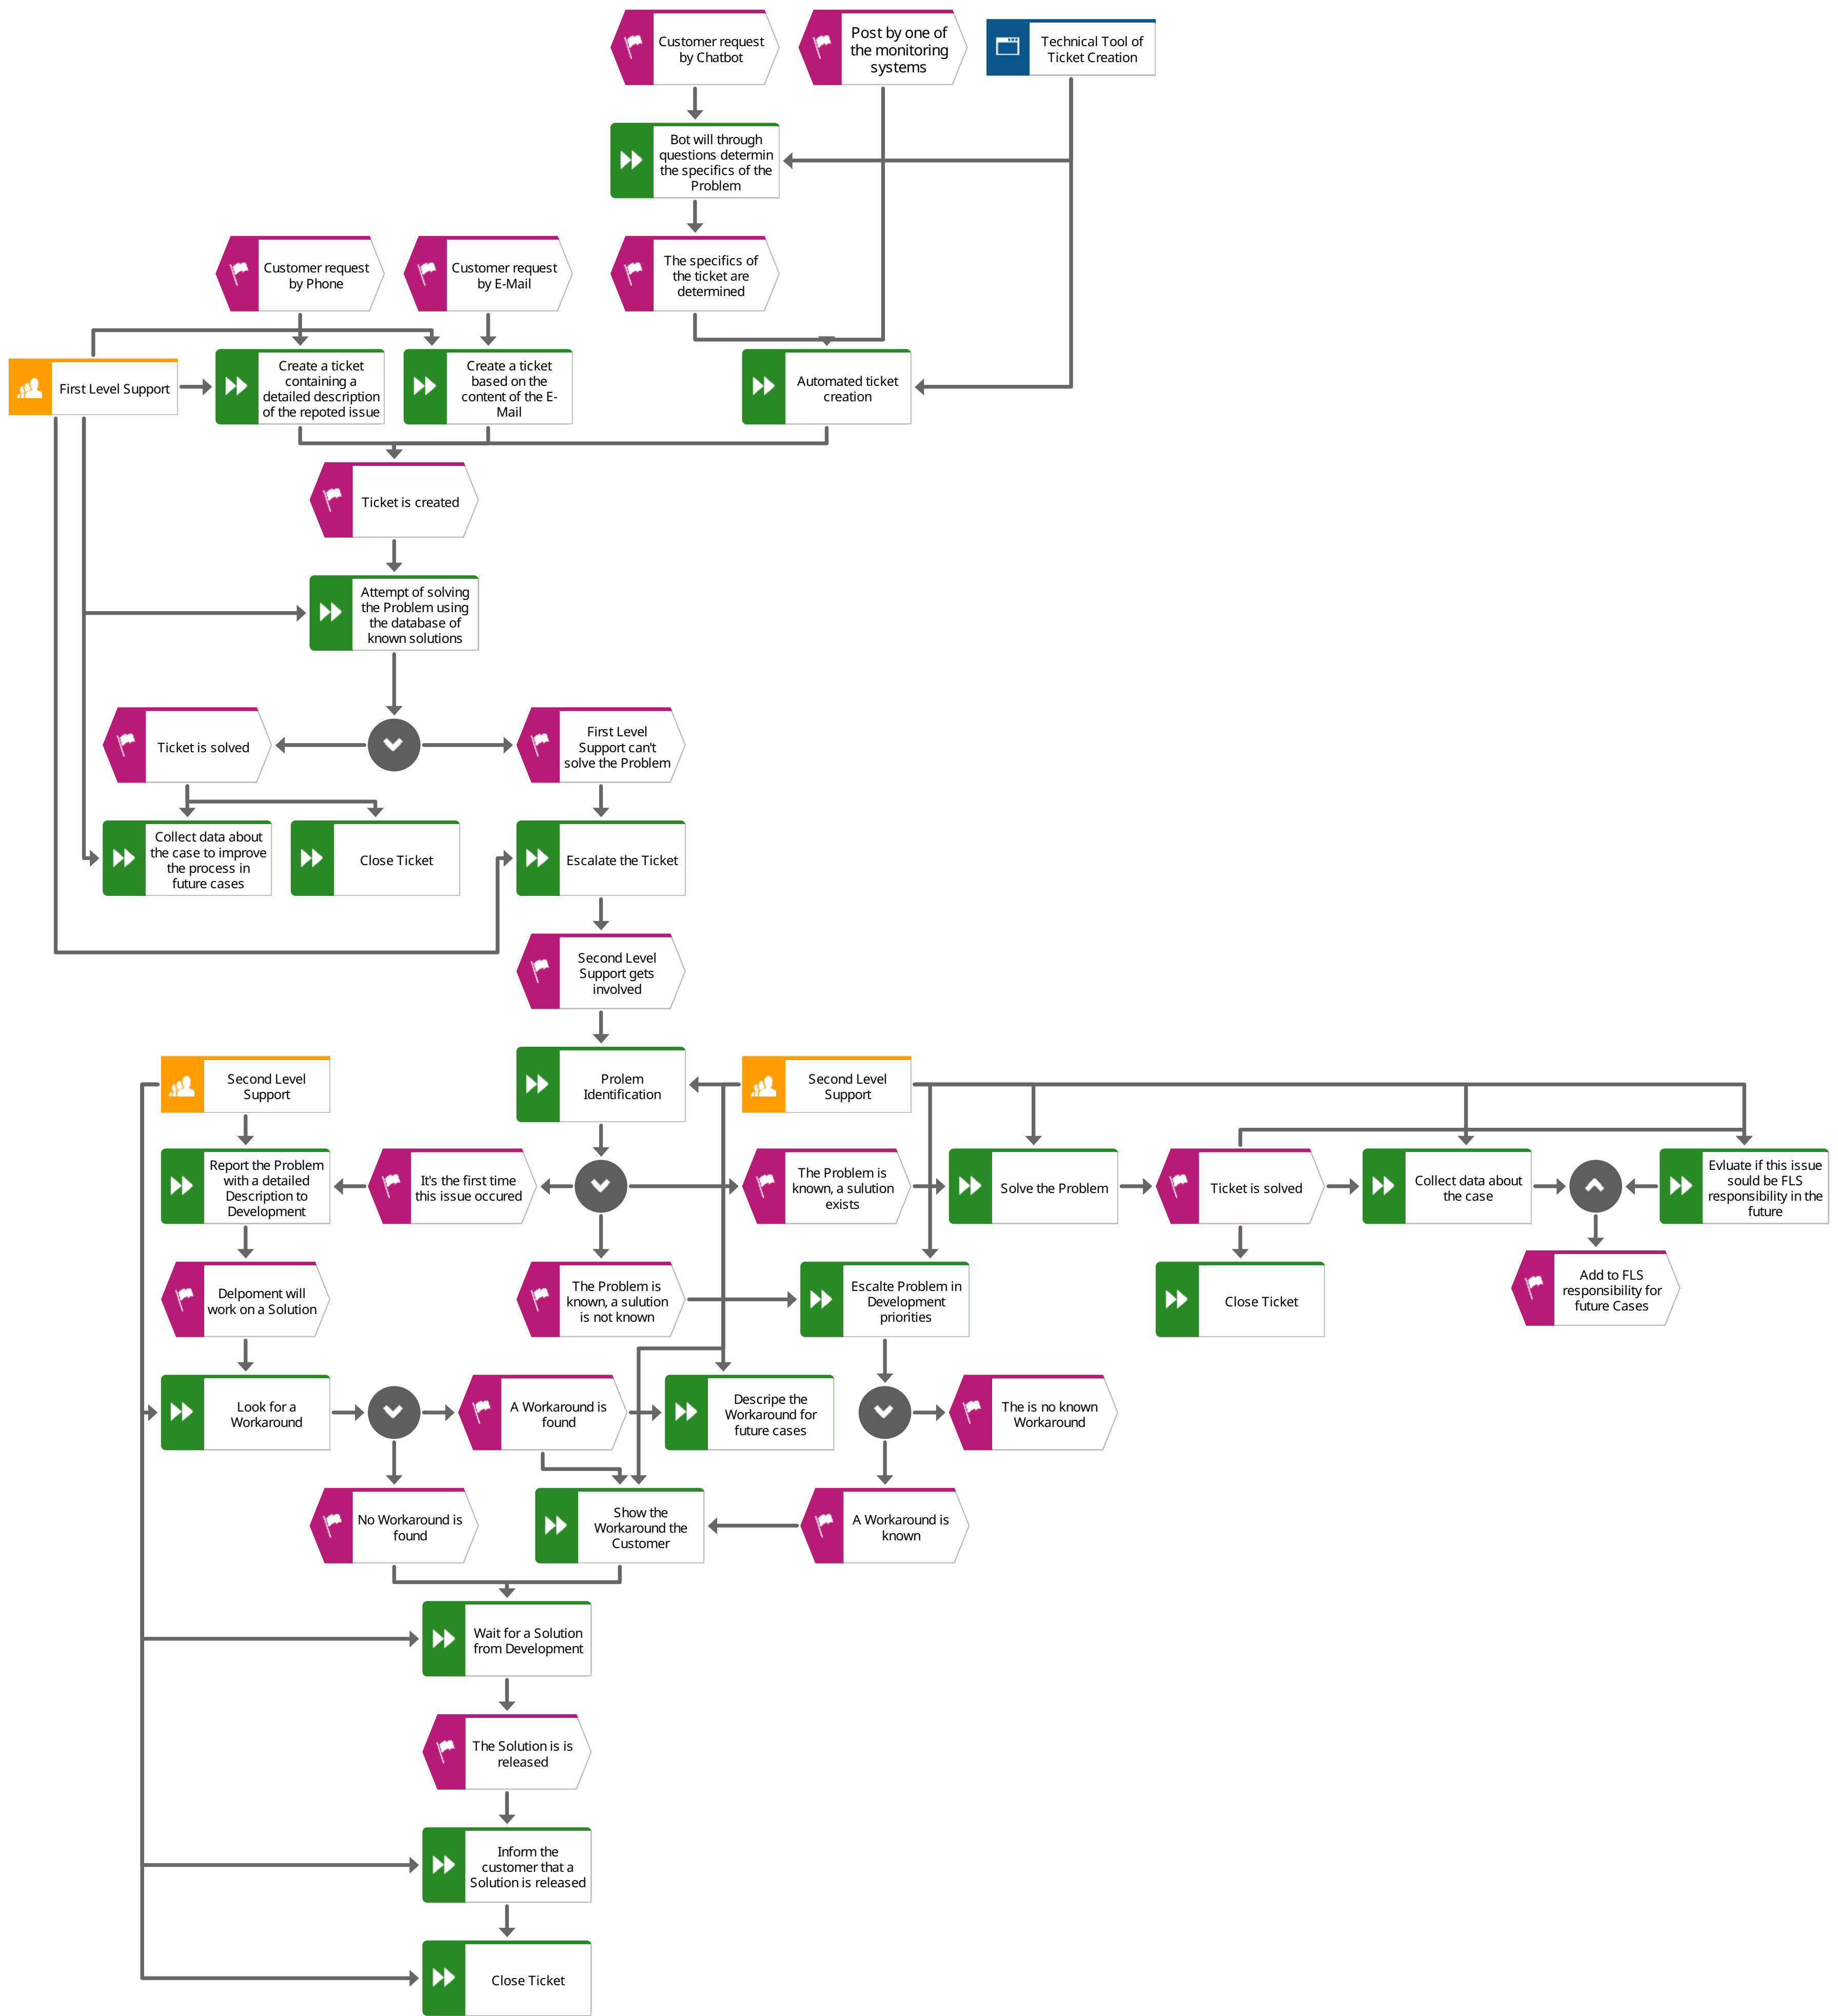 Customer request
by Chatbot
Post by one of
the monitoring
systems
Technical Tool of
Ticket Creation
Bot will through
questions determin
the specifics of the
Problem
Customer request
by Phone
Customer request
by E-Mail
The specifics of
the ticket are
determined
First Level Support
Create a ticket
containing a
detailed description
of the repoted issue
Create a ticket
based on the
content of the E-
Mail
Automated ticket
creation
Ticket is created
Attempt of solving
the Problem using
the database of
known solutions
Ticket is solved
First Level
Support can't
solve the Problem
Collect data about
the case to improve
the process in
future cases
Close Ticket
Escalate the Ticket
Second Level
Support gets
involved
Second Level
Support
Prolem
Identification
Second Level
Support
Report the Problem
with a detailed
Description to
Development
It's the first time
this issue occured
The Problem is
known, a sulution
exists
Solve the Problem
Ticket is solved
Collect data about
the case
Evluate if this issue
sould be FLS
responsibility in the
future
Delpoment will
work on a Solution
The Problem is
known, a sulution
is not known
Escalte Problem in
Development
priorities
Close Ticket
Add to FLS
responsibility for
future Cases
Look for a
Workaround
A Workaround is
found
Descripe the
Workaround for
future cases
The is no known
Workaround
No Workaround is
found
Show the
Workaround the
Customer
A Workaround is
known
Wait for a Solution
from Development
The Solution is is
released
Inform the
customer that a
Solution is released
Close Ticket